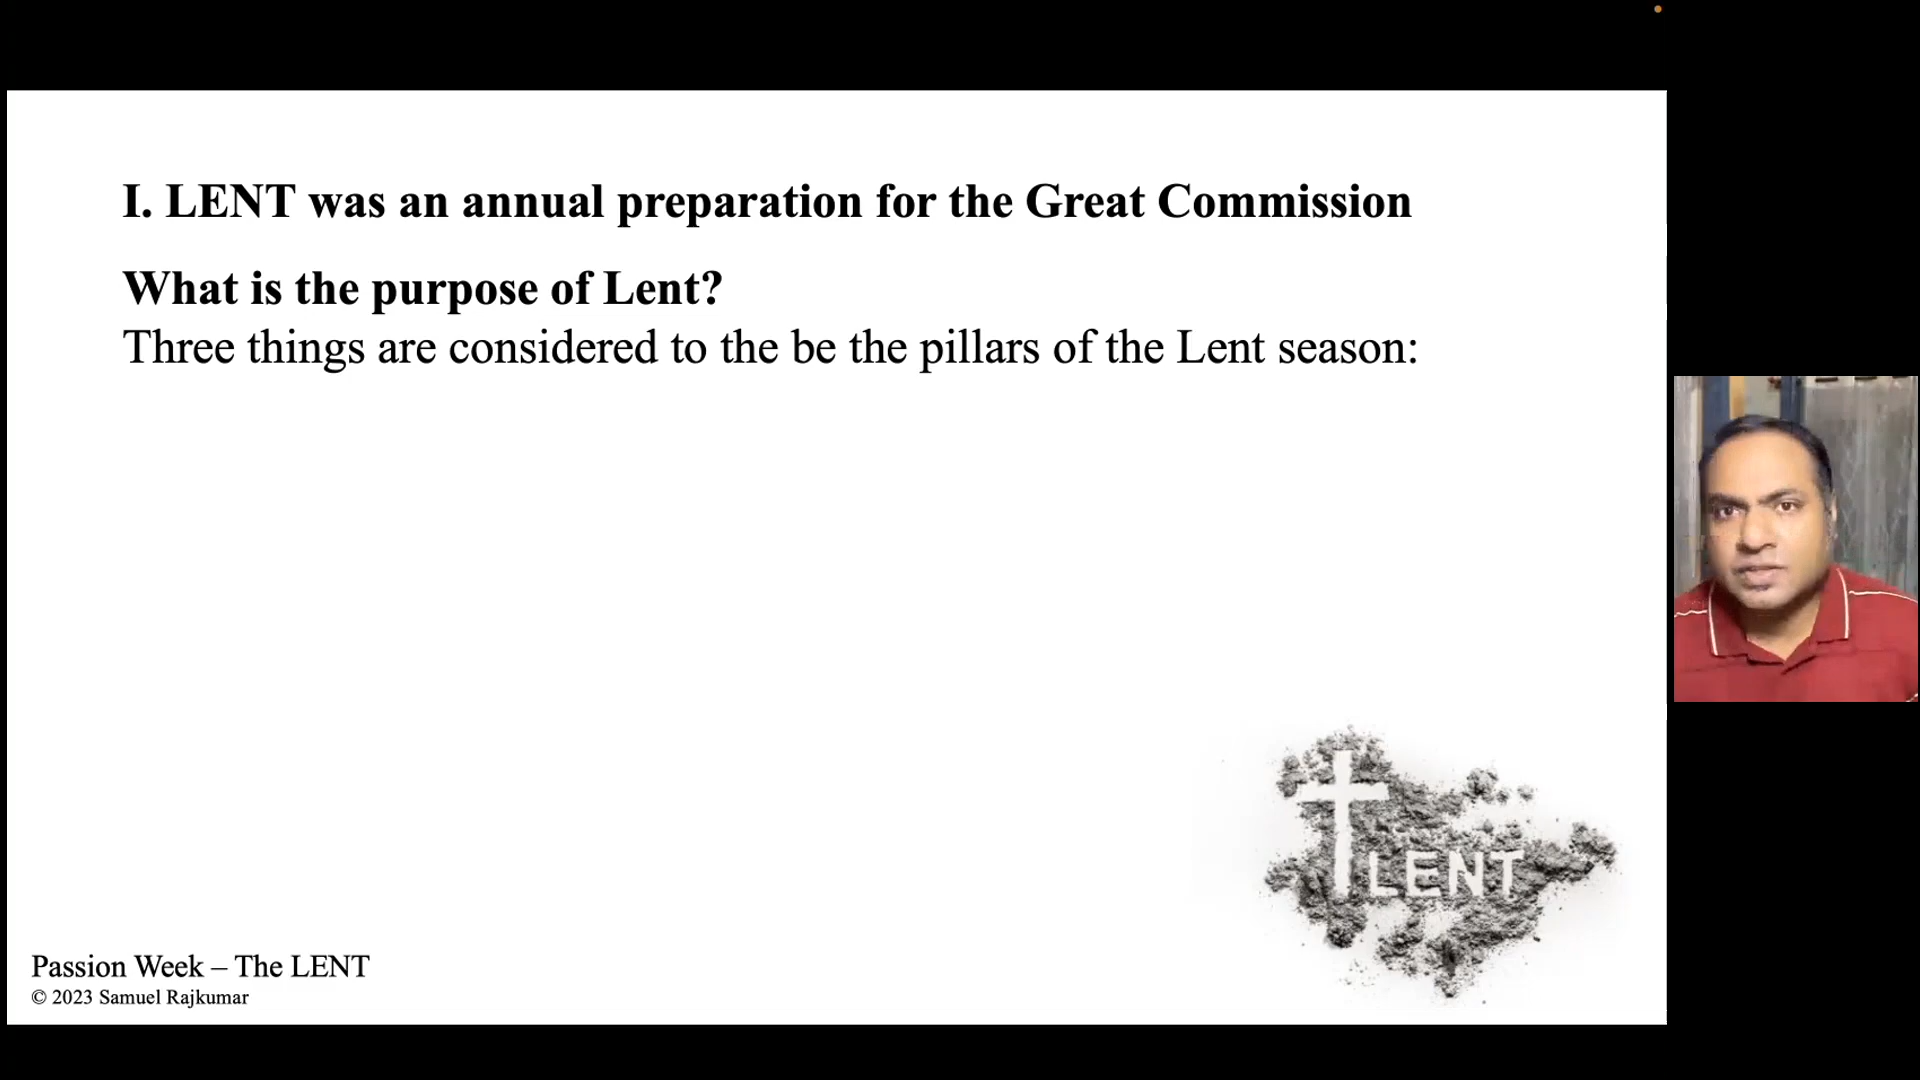 I. LENT was an annual preparation for the Great Commission
What is the purpose of Lent?
Three things are considered to the be the pillars of the Lent season:
LENT
Passion Week – The LENT
© 2023 Samuel Rajkumar